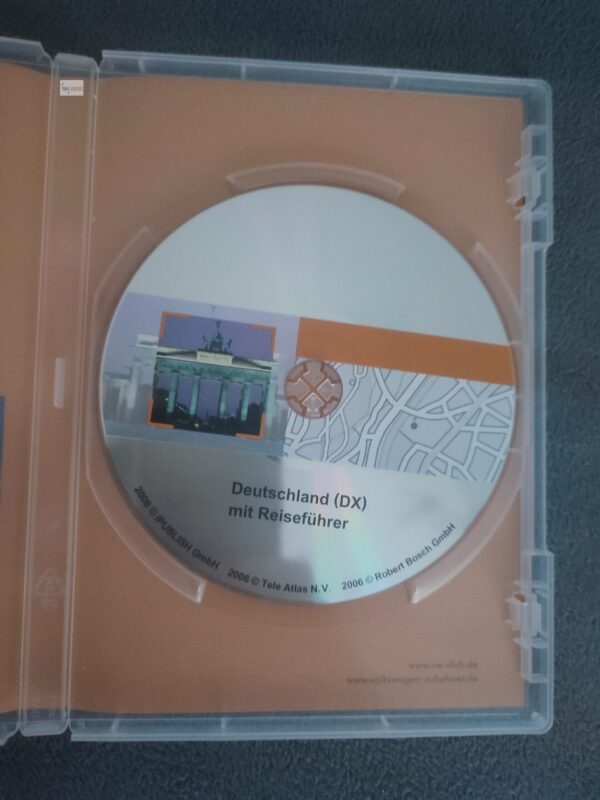 Deutschland (DX)
mit Reiseführer
2006 © iPUBLISH GmbH
2006 © Tele Atlas N.V.
2006 © Robert Bosch GmbH
www.vw-club.de
www.volkswagen-zubehoer.de